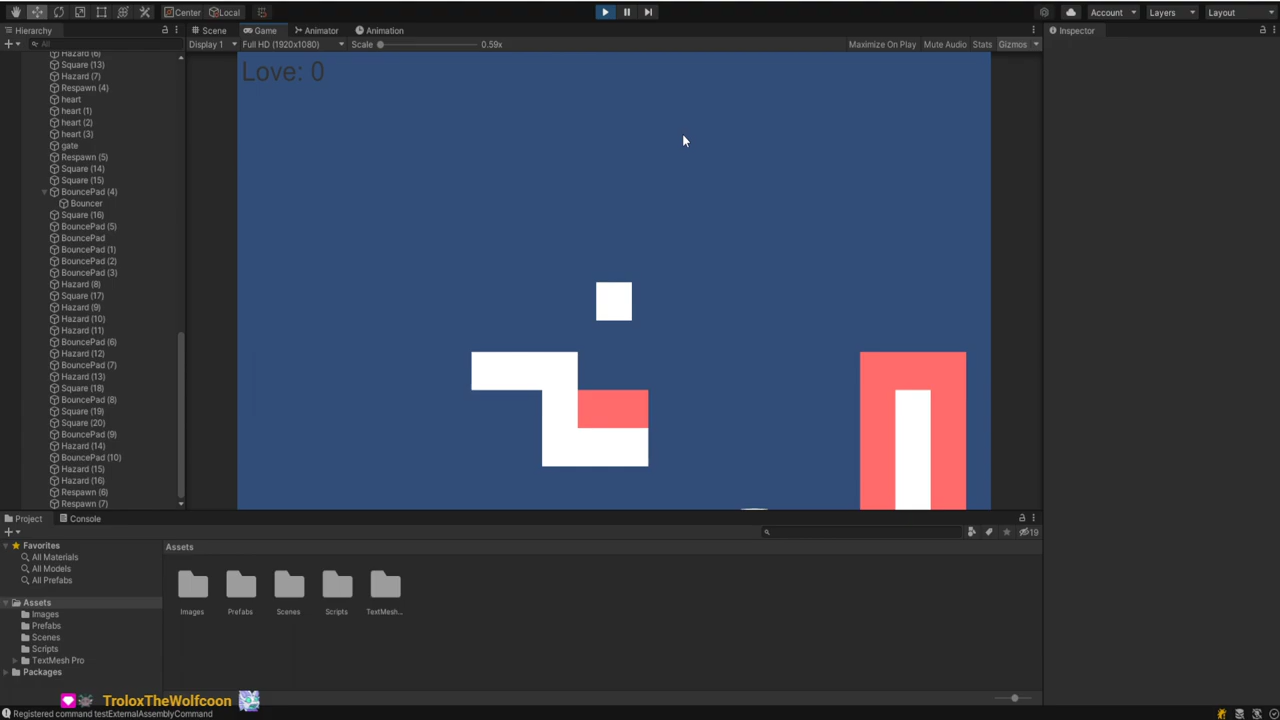 Center
Local
Account
Layers
Layout
Hierarchy
Scene
Game
Animator
Animation
Inspector
All
Display 1
Full HD (1920x1080)
Scale
0.59x
Maximize On Play
Mute Audio
Stats
Gizmos
Hazard (6)
Square (13)
Hazard (7)
Respawn (4)
heart
heart (1)
heart (2)
heart (3)
gate
Respawn (5)
Square (14)
Square (15)
BouncePad (4)
Bouncer
Square (16)
BouncePad (5)
BouncePad
BouncePad (1)
BouncePad (2)
BouncePad (3)
Hazard (8)
Square (17)
Hazard (9)
Hazard (10)
Hazard (11)
BouncePad (6)
Hazard (12)
BouncePad (7)
Hazard (13)
Square (18)
BouncePad (8)
Square (19)
Square (20)
BouncePad (9)
Hazard (14)
BouncePad (10)
Hazard (15)
Hazard (16)
Respawn (6)
Respawn (7)
Love: 0
Project
Console
19
Favorites
All Materials
All Models
All Prefabs
Assets
Images
Prefabs
Scenes
Scripts
TextMesh Pro
Packages
Assets
Images
Prefabs
Scenes
Scripts
TextMesh...
TroloxTheWolfcoon
Registered command testExternalAssemblyCommand